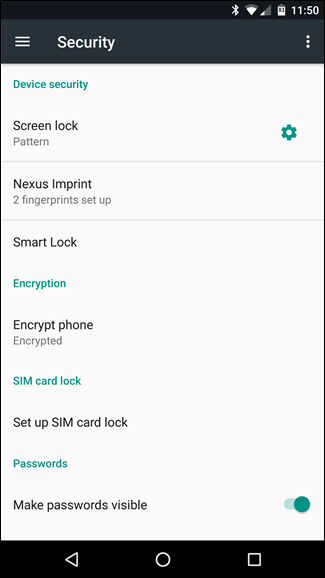 11:50
Security
Device security
Screen lock
Pattern
Nexus Imprint
2 fingerprints set up
Smart Lock
Encryption
Encrypt phone
Encrypted
SIM card lock
Set up SIM card lock
Passwords
Make passwords visible